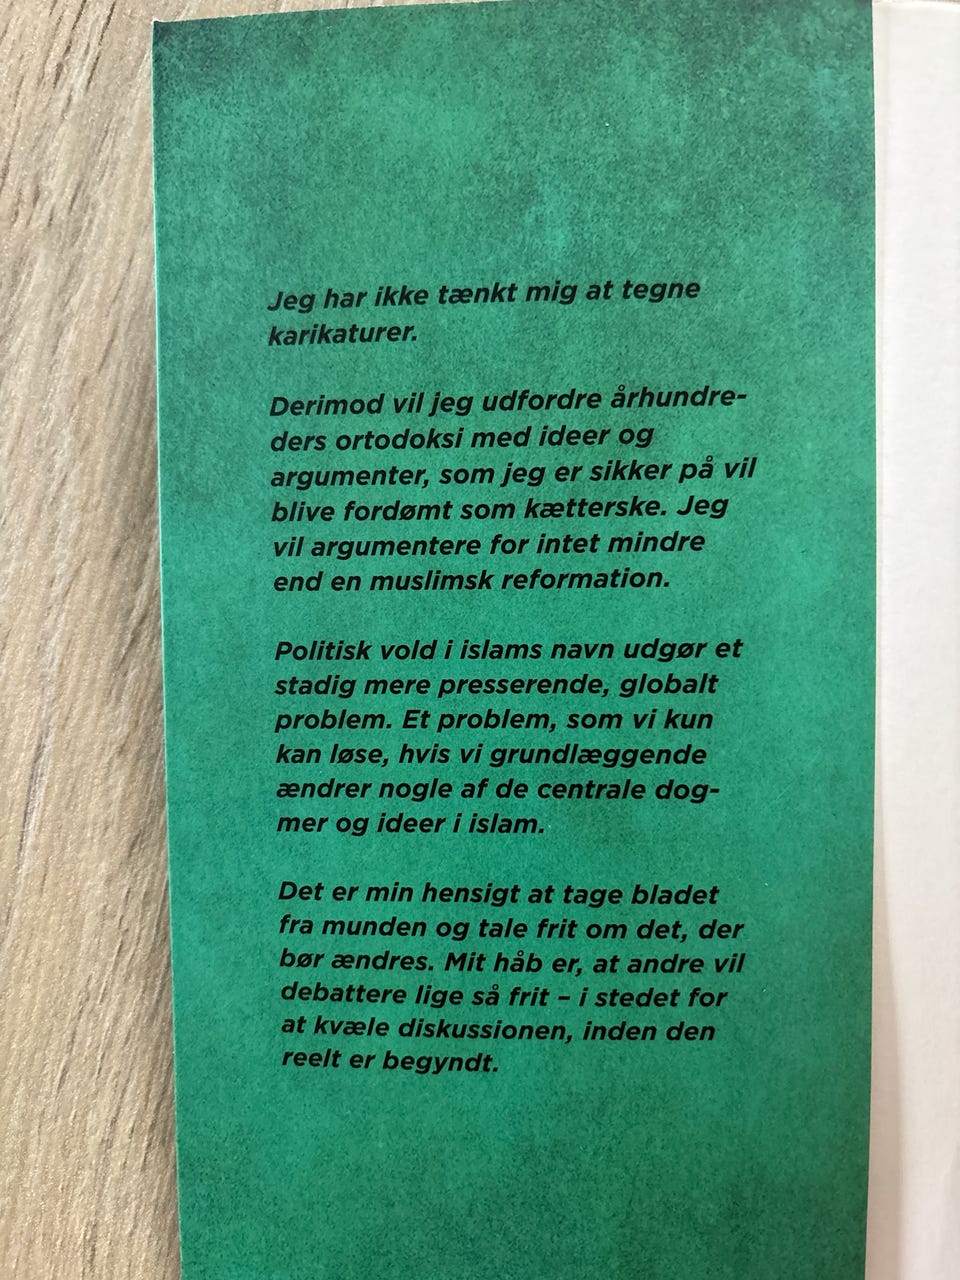 Jeg har ikke tænkt mig at tegne
karikaturer.
Derimod vil jeg udfordre århundre-
ders ortodoksi med ideer og
argumenter, som jeg er sikker på vil
blive fordømt som kætterske. Jeg
vil argumentere for intet mindre
end en muslimsk reformation.
Politisk vold i islams navn udgør et
stadig mere presserende, globalt
problem. Et problem, som vi kun
kan løse, hvis vi grundlæggende
ændrer nogle af de centrale dog-
mer og ideer i islam.
Det er min hensigt at tage bladet
fra munden og tale frit om det, der
bør ændres. Mit håb er, at andre vil
debattere lige så frit – i stedet for
at kvæle diskussionen, inden den
reelt er begyndt.